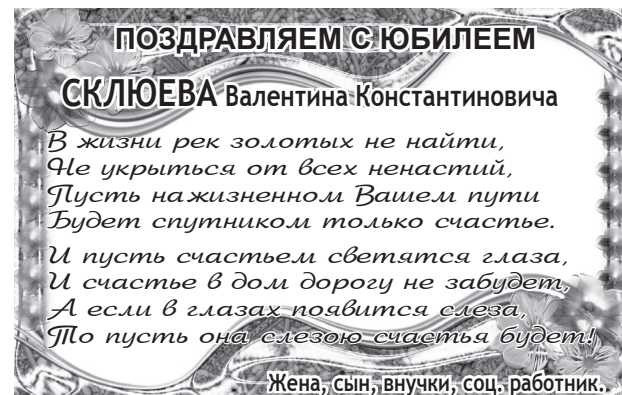 ПОЗДРАВЛЯЕМ С ЮБИЛЕЕМ
СКЛЮЕВА Валентина Константиновича
В жизни рек золотых не найти,
Не укрыться от всех ненастий,
Пусть на жизненном Вашем пути
Будет спутником только счастье.
И пусть счастьем светятся глаза,
И счастье в дом дорогу не забудет,
А если в глазах появится слеза,
То пусть она слезою счастья будет!
Жена, сын, внучки, соц. работник.